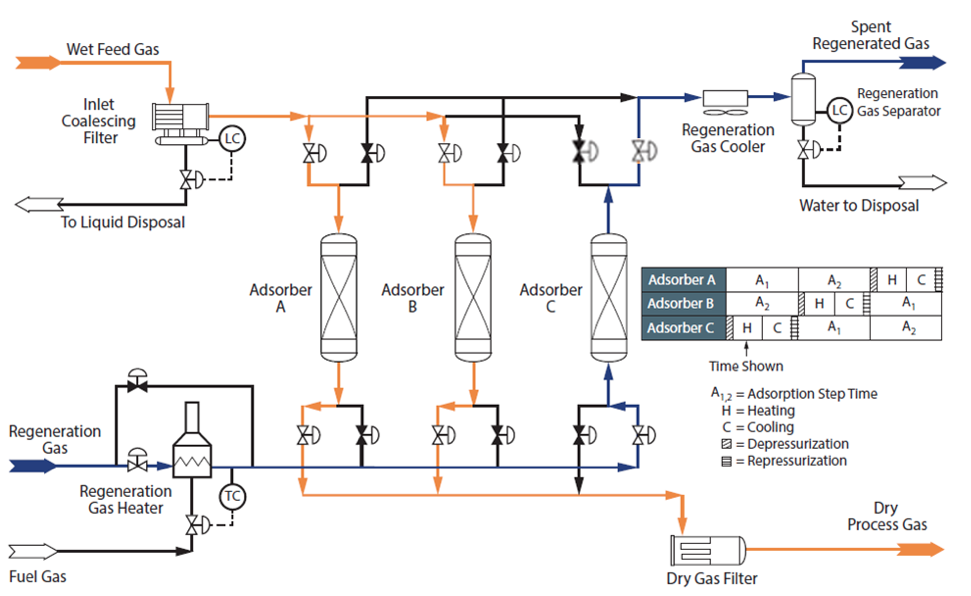 Wet Feed Gas
Spent
Regenerated Gas
Inlet
Coalescing
Filter
LC
Regeneration
Gas Cooler
LC
Regeneration
Gas Separator
To Liquid Disposal
Water to Disposal
Adsorber
A
Adsorber
B
Adsorber
C
Adsorber A A1 A2 H C
Adsorber B A2 H C A1
Adsorber C H C A1 A2
Time Shown
A1,2 = Adsorption Step Time
H = Heating
C = Cooling
= Depressurization
= Repressurization
Regeneration
Gas
Regeneration
Gas Heater
TC
Fuel Gas
Dry
Process Gas
Dry Gas Filter